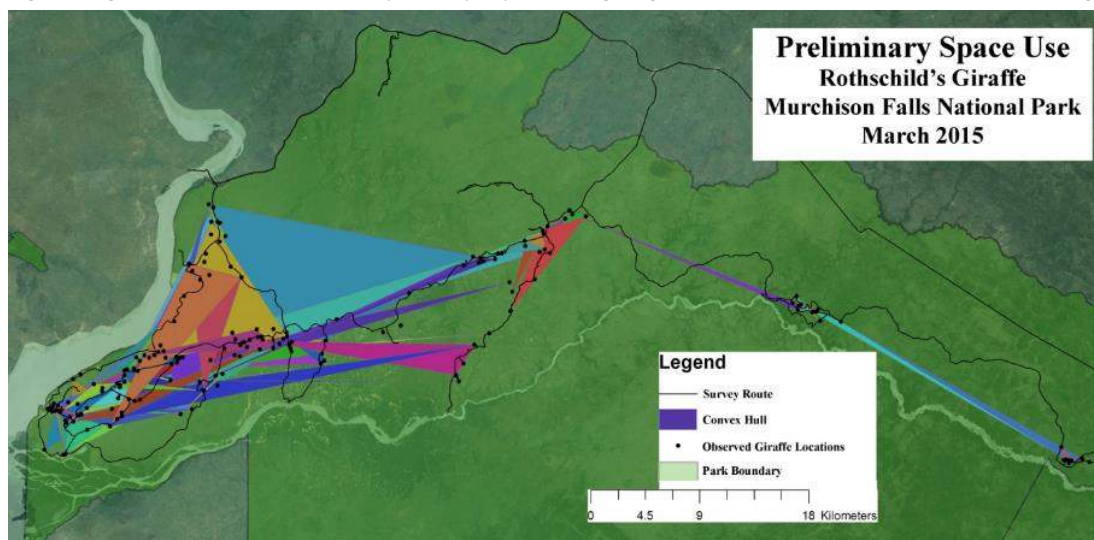 Preliminary Space Use
Rothschild's Giraffe
Murchison Falls National Park
March 2015
Legend
Survey Route
Convex Hull
Observed Giraffe Locations
Park Boundary
0 4.5 9 18 Kilometers